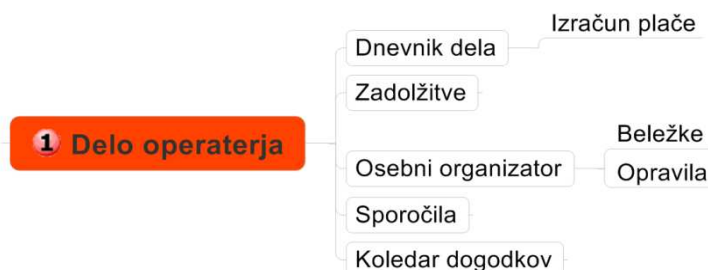 1 Delo operaterja
Dnevnik dela
Izračun plače
Zadolžitve
Osebni organizator
Beležke
Opravila
Sporočila
Koledar dogodkov